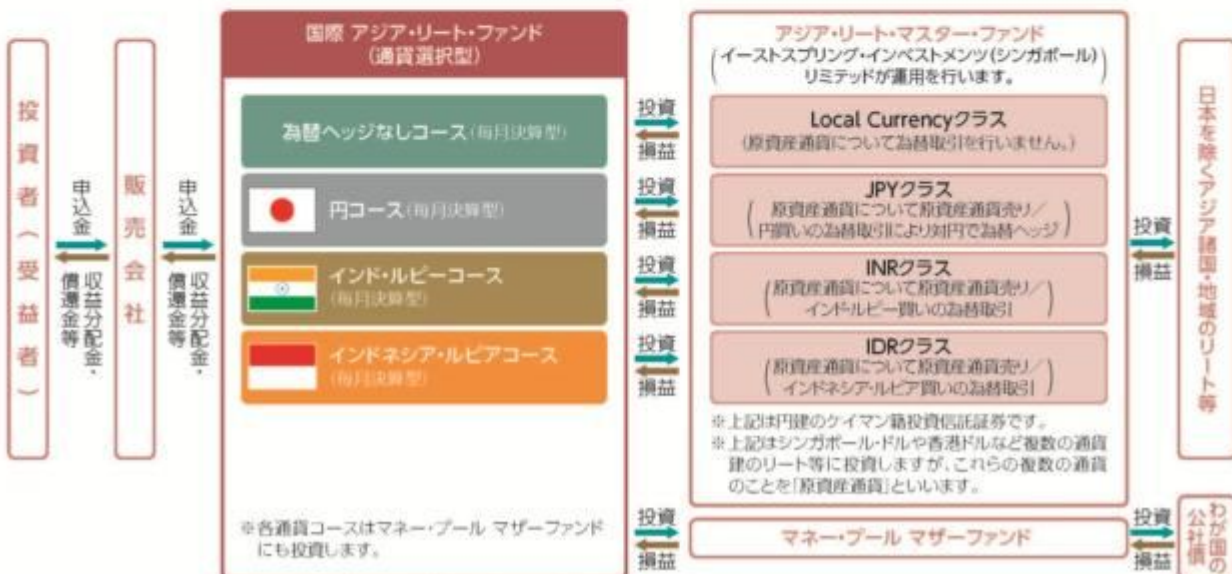 投資者(受益者)
申込金
収益分配金・
償還金等
販売会社
申込金
収益分配金・
償還金等
国際 アジア・リート・ファンド
(通貨選択型)
為替ヘッジなしコース(毎月決算型)
円コース(毎月決算型)
インド・ルピーコース
(毎月決算型)
インドネシア・ルピアコース
(毎月決算型)
※各通貨コースはマネー・プール マザーファンド
にも投資します。
投資
損益
投資
損益
投資
損益
投資
損益
投資
損益
アジア・リート・マスター・ファンド
(イーストスプリング・インベストメンツ(シンガポール)
リミテッドが運用を行います。)
Local Currencyクラス
(原資産通貨について為替取引を行いません。)
JPYクラス
(原資産通貨について原資産通貨売り/
円買いの為替取引により対円で為替ヘッジ)
INRクラス
(原資産通貨について原資産通貨売り/
インド・ルピー買いの為替取引)
IDRクラス
(原資産通貨について原資産通貨売り/
インドネシア・ルピア買いの為替取引)
※上記は円建のケイマン籍投資信託証券です。
※上記はシンガポール・ドルや香港ドルなど複数の通貨
建のリート等に投資しますが、これらの複数の通貨
のことを「原資産通貨」といいます。
マネー・プール マザーファンド
投資
損益
投資
損益
日本を除くアジア諸国・地域のリート等
わが国の
公社債